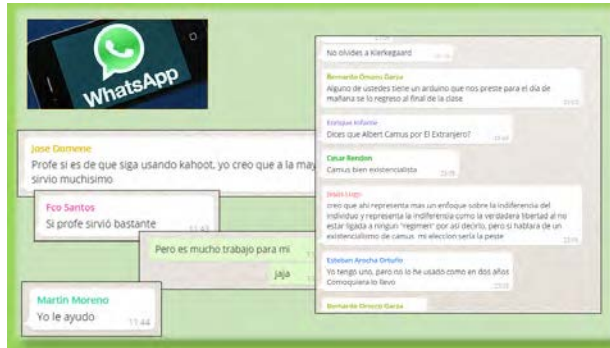 WhatsApp
Jose Domene
Profe si es de que siga usando kahoot, yo creo que a la may
sirvio muchisimo
Fco Santos
Si profe sirvió bastante
11:43
Pero es mucho trabajo para mi
jaja
Martin Moreno
Yo le ayudo
11:44
No olvides a Kierkegaard
Bernardo Orozco Garza
Alguno de ustedes tiene un arduino que nos preste para el día de
mañana se lo regreso al final de la clase
Enrique Infante
Dices que Albert Camus por El Extranjero?
Cesar Rendon
Camus bien existencialista
Jesús Lugo
creo que ahi representa mas un enfoque sobre la indiferencia del
individuo y representa la indiferencia como la verdadera libertad al no
estar ligada a ningun "regimen" por asi decirlo, pero si hablara de un
existencialismo de camus. mi eleccion sería la peste
Esteban Arocha Ortuño
Yo tengo uno, pero no lo he usado como en dos años
Comoquiera lo llevo
Bernardo Orozco Garza